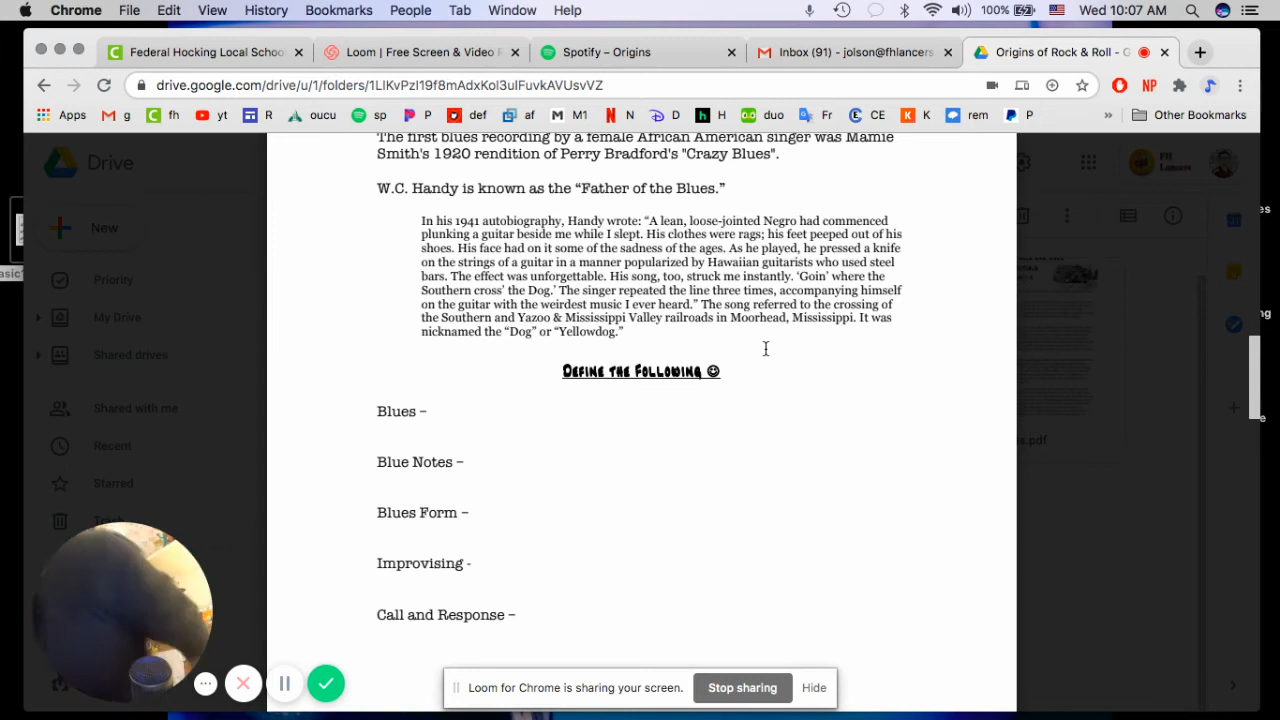 Chrome File Edit View History Bookmarks People Tab Window Help 100% Wed 10:07 AM
Federal Hocking Local Schoo Loom | Free Screen & Video F Spotify – Origins Inbox (1) - jolson@fhlancers Origins of Rock & Roll - G
drive.google.com/drive/u/1/folders/1LlKvPzl19f8mAdxKol3uIFuvkAVUsvVZ
Apps g fh yt R oucu sp P def af M1 N D H duo Fr CE K rem P » Other Bookmarks
Drive
FH
Lancers
New
Priority
My Drive
Shared drives
Shared with me
Recent
Starred
The first blues recording by a female African American singer was Mamie
Smith's 1920 rendition of Perry Bradford's "Crazy Blues".
W.C. Handy is known as the “Father of the Blues.”
In his 1941 autobiography, Handy wrote: “A lean, loose-jointed Negro had commenced
plunking a guitar beside me while I slept. His clothes were rags; his feet peeped out of his
shoes. His face had on it some of the sadness of the ages. As he played, he pressed a knife
on the strings of a guitar in a manner popularized by Hawaiian guitarists who used steel
bars. The effect was unforgettable. His song, too, struck me instantly. ‘Goin’ where the
Southern cross’ the Dog.’ The singer repeated the line three times, accompanying himself
on the guitar with the weirdest music I ever heard.” The song referred to the crossing of
the Southern and Yazoo & Mississippi Valley railroads in Moorhead, Mississippi. It was
nicknamed the “Dog” or “Yellowdog.”
Define the Following ☺
Blues –
Blue Notes –
Blues Form –
Improvising -
Call and Response –
is.pdf
Loom for Chrome is sharing your screen. Stop sharing Hide